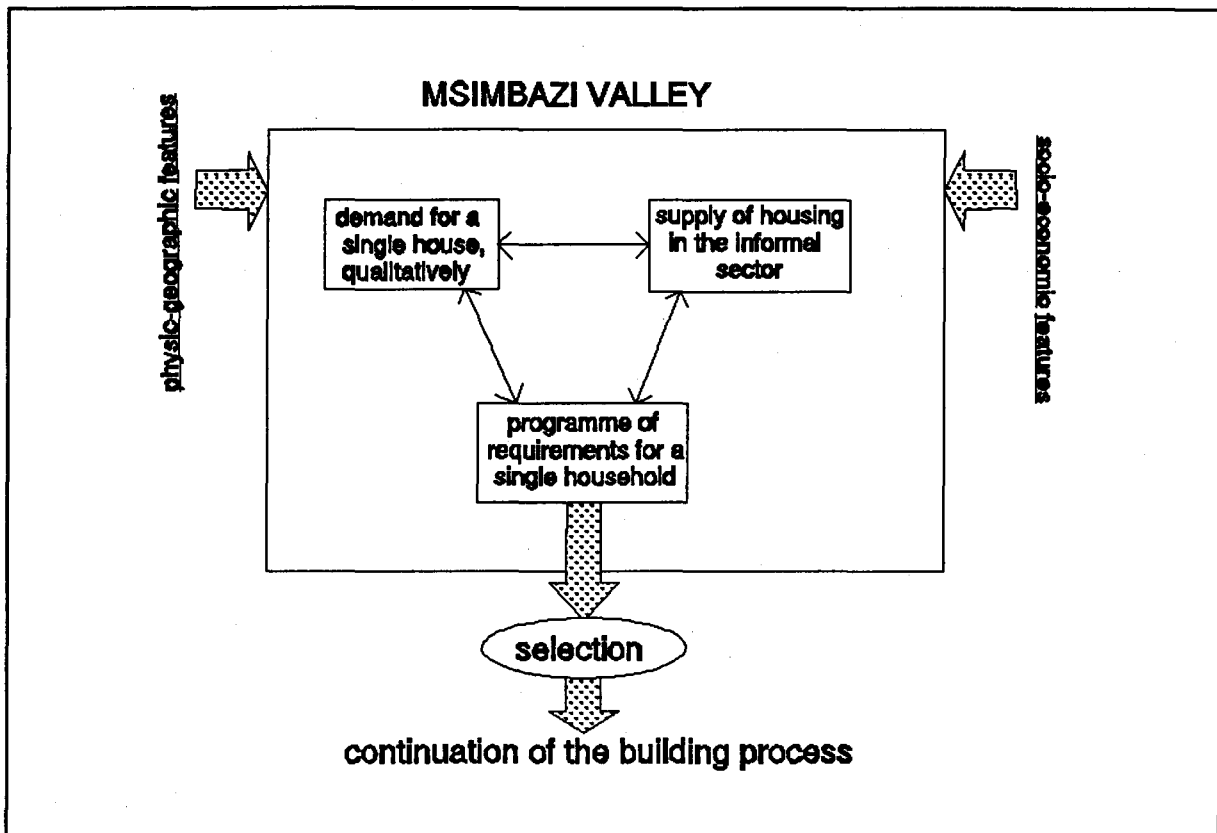 MSIMBAZI VALLEY
physic-geographic features
socio-economic features
demand for a
single house,
qualitatively
supply of housing
in the informal
sector
programme of
requirements for a
single household
selection
continuation of the building process